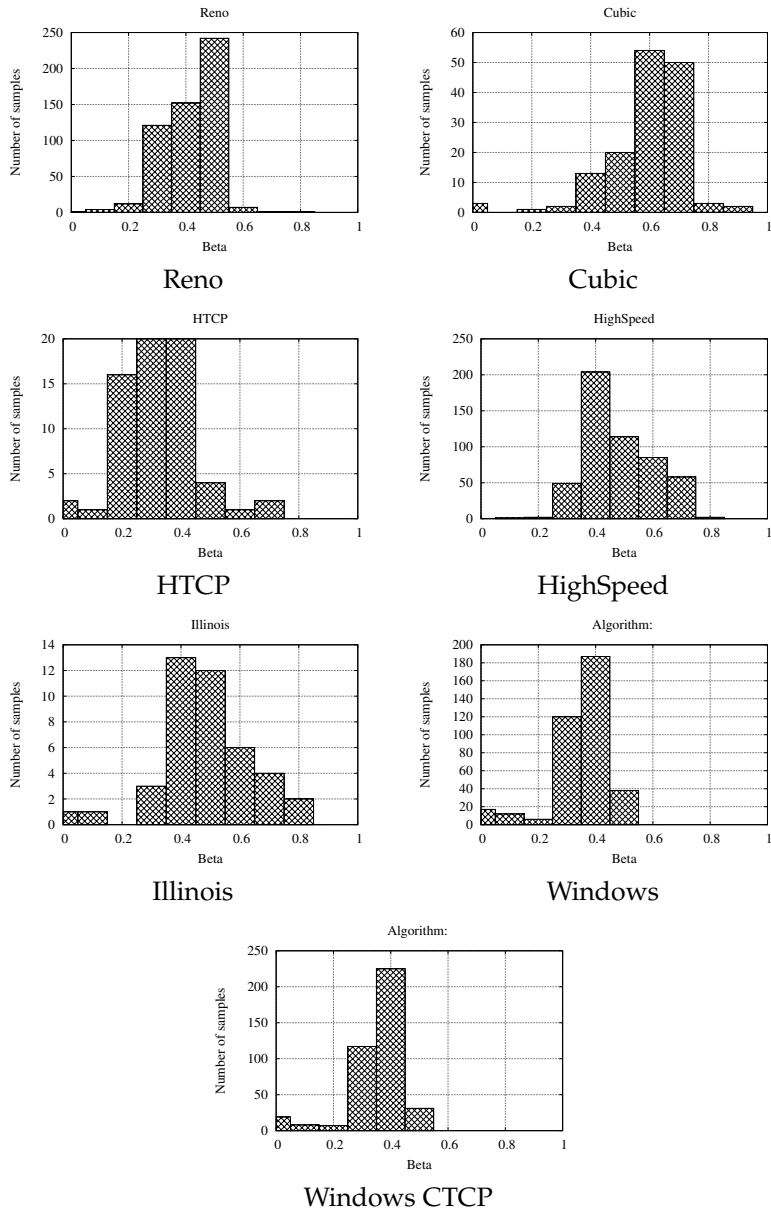 Reno
Number of samples
250
200
150
100
50
0
0 0.2 0.4 0.6 0.8 1
Beta
Reno
Cubic
Number of samples
60
50
40
30
20
10
0
0 0.2 0.4 0.6 0.8 1
Beta
Cubic
HTCP
Number of samples
20
15
10
5
0
0 0.2 0.4 0.6 0.8 1
Beta
HTCP
HighSpeed
Number of samples
250
200
150
100
50
0
0 0.2 0.4 0.6 0.8 1
Beta
HighSpeed
Illinois
Number of samples
14
12
10
8
6
4
2
0
0 0.2 0.4 0.6 0.8 1
Beta
Illinois
Algorithm:
Number of samples
200
180
160
140
120
100
80
60
40
20
0
0 0.2 0.4 0.6 0.8 1
Beta
Windows
Algorithm:
Number of samples
250
200
150
100
50
0
0 0.2 0.4 0.6 0.8 1
Beta
Windows CTCP